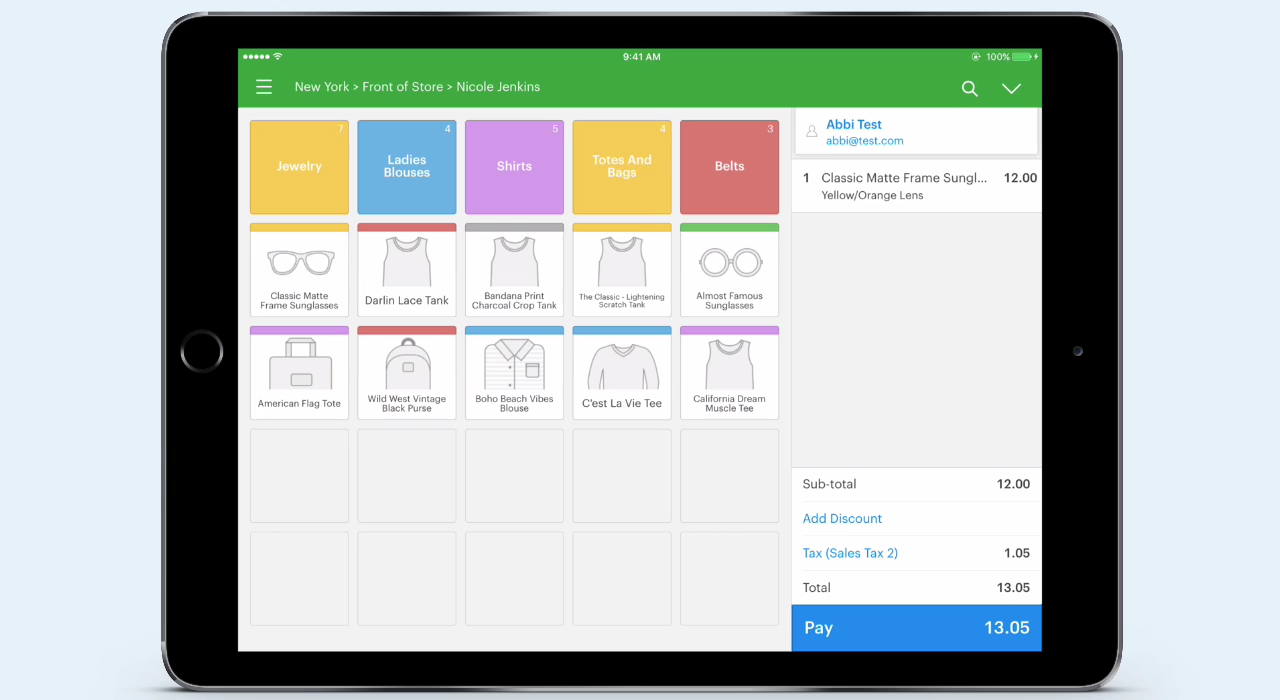 9:41 AM
100%
New York > Front of Store > Nicole Jenkins
7
Jewelry
4
Ladies
Blouses
5
Shirts
4
Totes And
Bags
3
Belts
Classic Matte
Frame Sunglasses
Darlin Lace Tank
Bandana Print
Charcoal Crop Tank
The Classic - Lightening
Scratch Tank
Almost Famous
Sunglasses
American Flag Tote
Wild West Vintage
Black Purse
Boho Beach Vibes
Blouse
C'est La Vie Tee
California Dream
Muscle Tee
Abbi Test
abbi@test.com
1 Classic Matte Frame Sungl... 12.00
Yellow/Orange Lens
Sub-total 12.00
Add Discount
Tax (Sales Tax 2) 1.05
Total 13.05
Pay 13.05